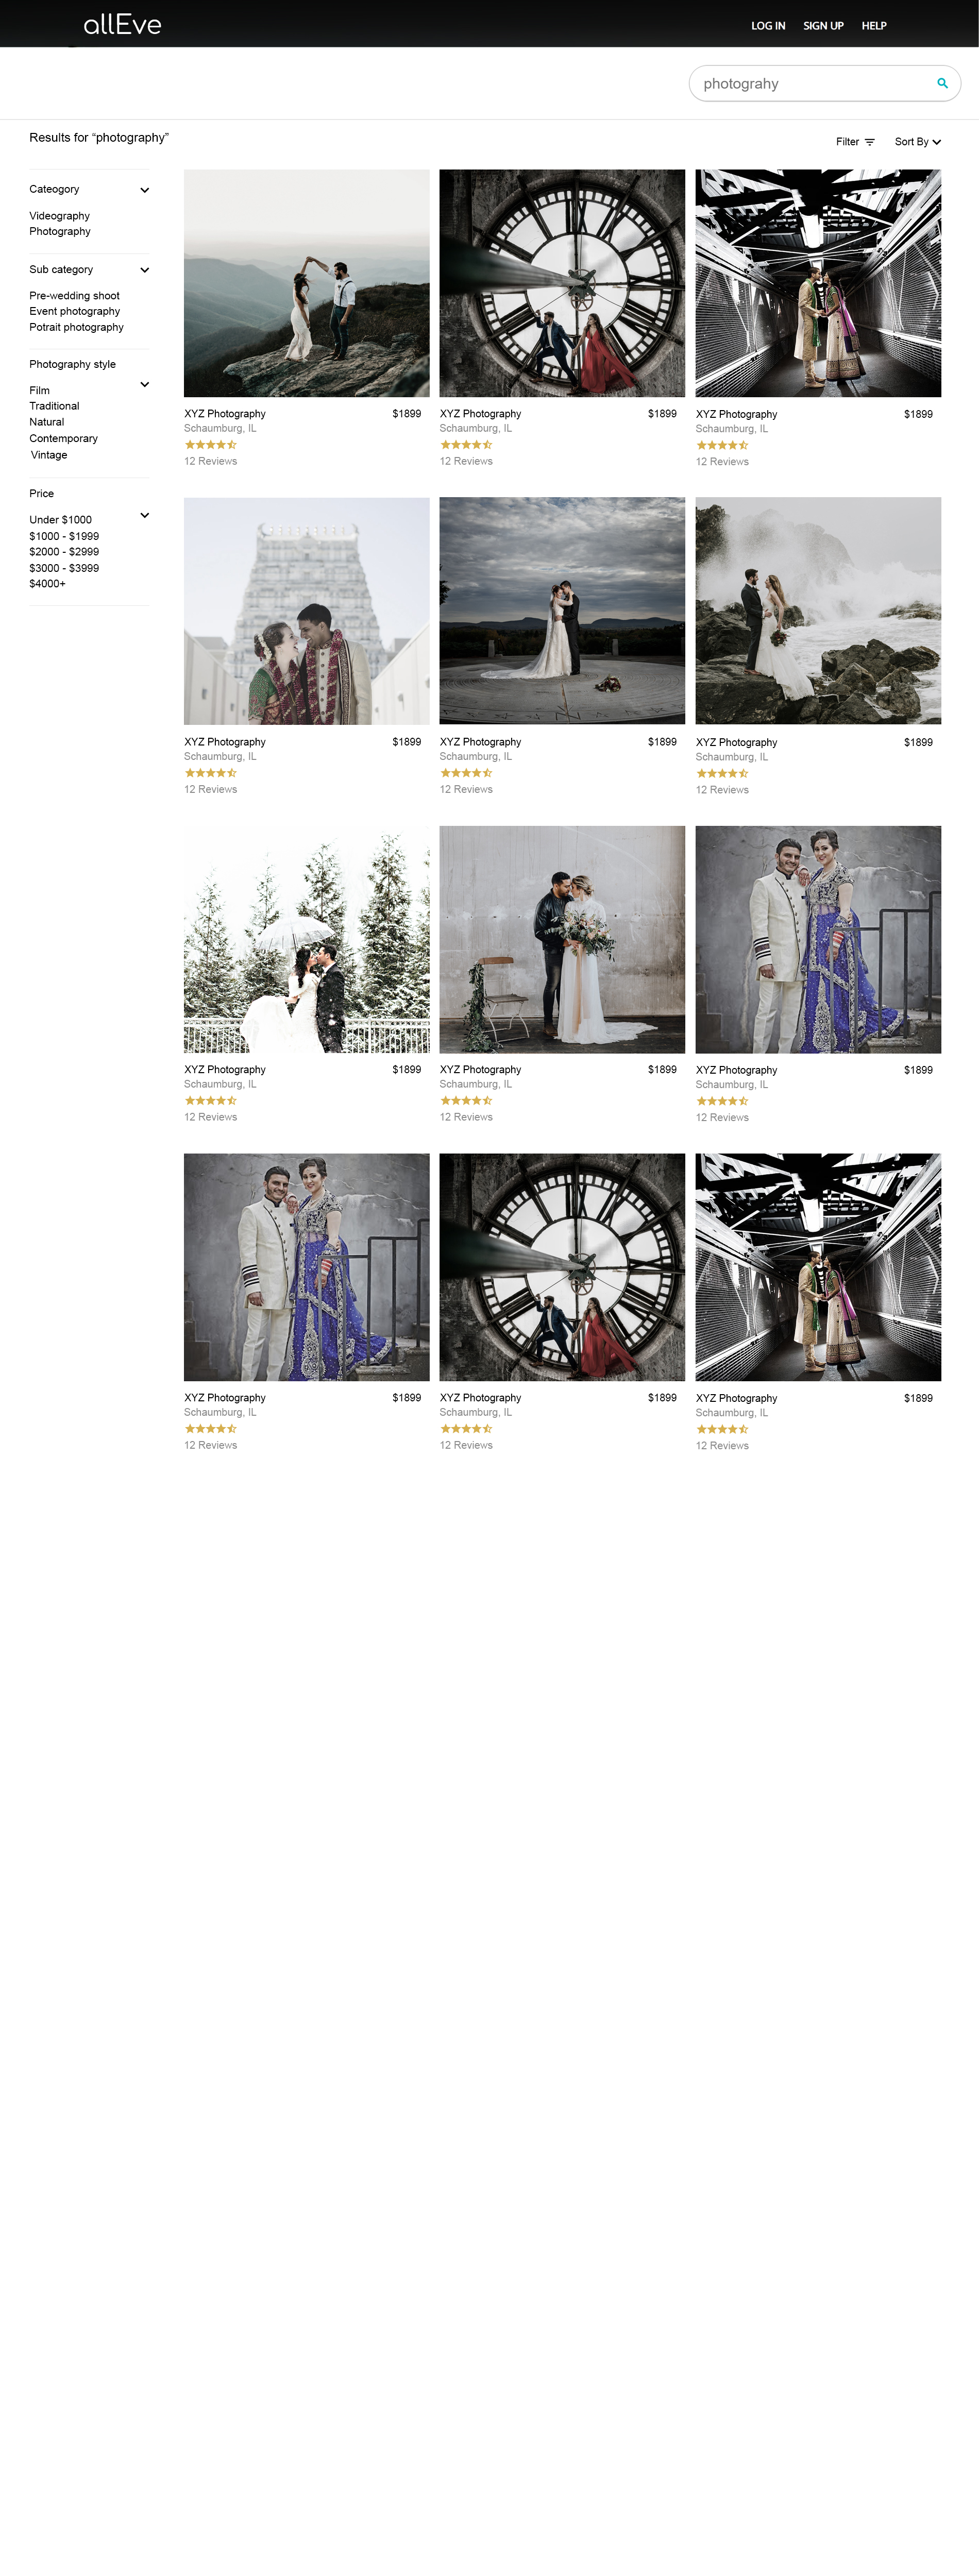 allEve
LOG IN SIGN UP HELP
photograhy
Results for “photography”
Filter Sort By
Cateogory
Videography
Photography
Sub category
Pre-wedding shoot
Event photography
Potrait photography
Photography style
Film
Traditional
Natural
Contemporary
Vintage
Price
Under $1000
$1000 - $1999
$2000 - $2999
$3000 - $3999
$4000+
XYZ Photography $1899
Schaumburg, IL
12 Reviews
XYZ Photography $1899
Schaumburg, IL
12 Reviews
XYZ Photography $1899
Schaumburg, IL
12 Reviews
XYZ Photography $1899
Schaumburg, IL
12 Reviews
XYZ Photography $1899
Schaumburg, IL
12 Reviews
XYZ Photography $1899
Schaumburg, IL
12 Reviews
XYZ Photography $1899
Schaumburg, IL
12 Reviews
XYZ Photography $1899
Schaumburg, IL
12 Reviews
XYZ Photography $1899
Schaumburg, IL
12 Reviews
XYZ Photography $1899
Schaumburg, IL
12 Reviews
XYZ Photography $1899
Schaumburg, IL
12 Reviews
XYZ Photography $1899
Schaumburg, IL
12 Reviews